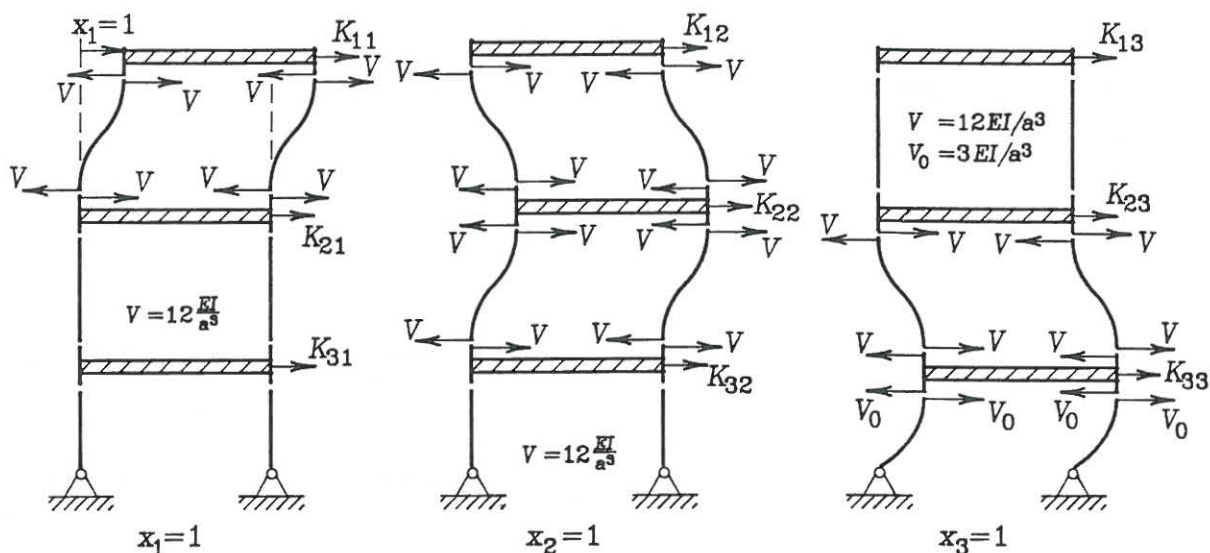 x₁=1
K₁₁
V
V
V
V
V
V
V
V
K₂₁
V=12 EI/a³
K₃₁
x₁=1
K₁₂
V
V
V
V
V
V
V
V
K₂₂
V
V
V
V
V
V
V
V
K₃₂
V=12 EI/a³
x₂=1
K₁₃
V =12EI/a³
V₀=3EI/a³
K₂₃
V
V
V
V
V
V
V
V
K₃₃
V₀
V₀
V₀
V₀
x₃=1